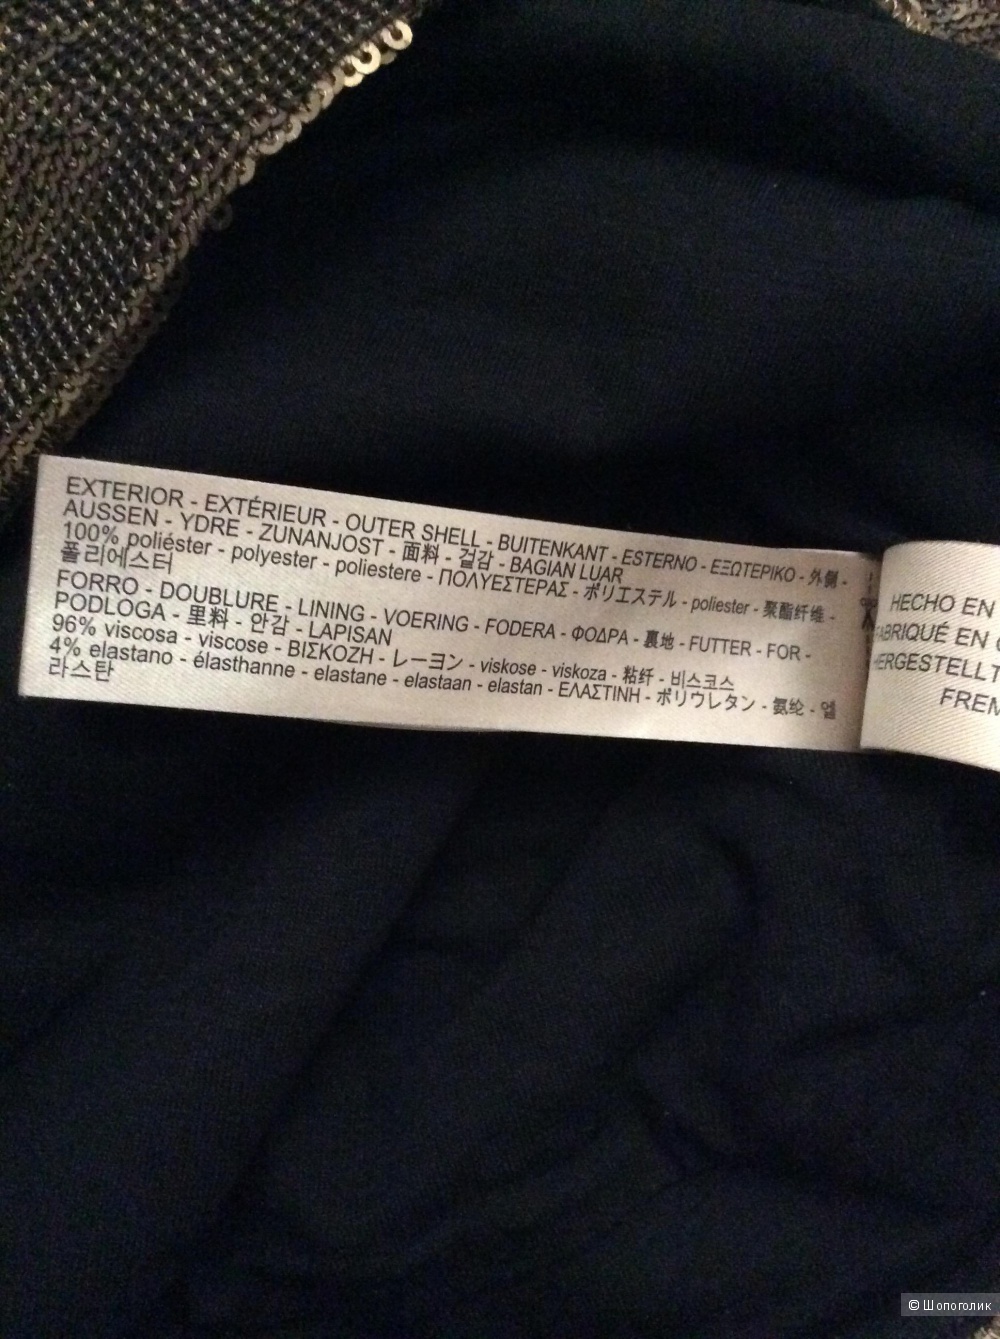 EXTERIOR - EXTÉRIEUR - OUTER SHELL - BUITENKANT - ESTERNO - ΕΞΩΤΕΡΙΚΟ - 外側 -
AUSSEN - YDRE - ZUNANJOST - 面料 - 겉감 - BAGIAN LUAR
100% poliéster - polyester - poliestere - ΠΟΛΥΕΣΤΕΡΑΣ - ポリエステル - poliester - 聚酯纤维 -
폴리에스터
FORRO - DOUBLURE - LINING - VOERING - FODERA - ΦΟΔΡΑ - 裏地 - FUTTER - FOR -
PODLOGA - 里料 - 안감 - LAPISAN
96% viscosa - viscose - ΒΙΣΚΟΖΗ - レーヨン - viskose - viskoza - 粘纤 - 비스코스
4% elastano - élasthanne - elastane - elastaan - elastan - ΕΛΑΣΤΙΝΗ - ポリウレタン - 氨纶 - 엘
라스탄
HECHO EN
FABRIQUÉ EN
HERGESTELLT
FREM
© Шопоголик